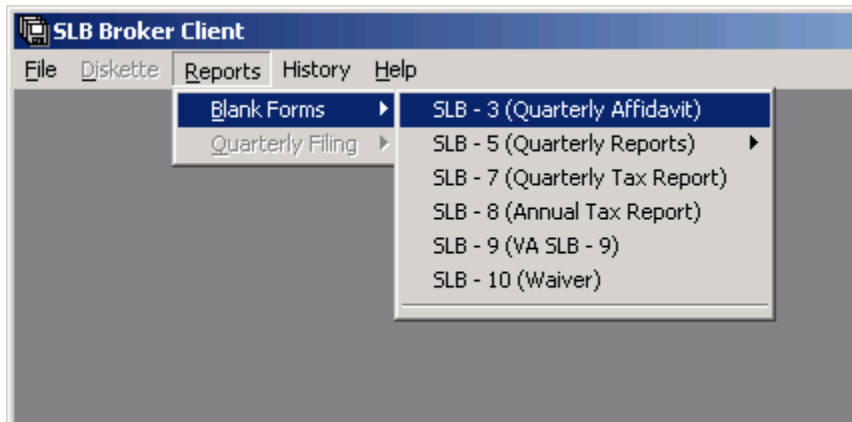 SLB Broker Client
File Diskette Reports History Help
Blank Forms
Quarterly Filing
SLB - 3 (Quarterly Affidavit)
SLB - 5 (Quarterly Reports)
SLB - 7 (Quarterly Tax Report)
SLB - 8 (Annual Tax Report)
SLB - 9 (VA SLB - 9)
SLB - 10 (Waiver)